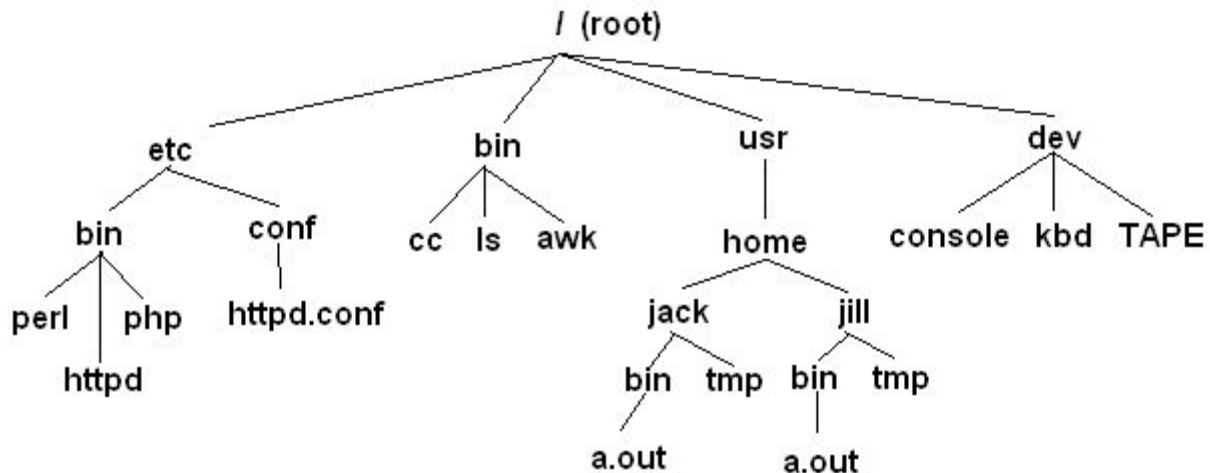 / (root)
etc bin usr dev
bin conf cc ls awk home console kbd TAPE
perl php httpd.conf jack jill
httpd bin tmp bin tmp
a.out a.out